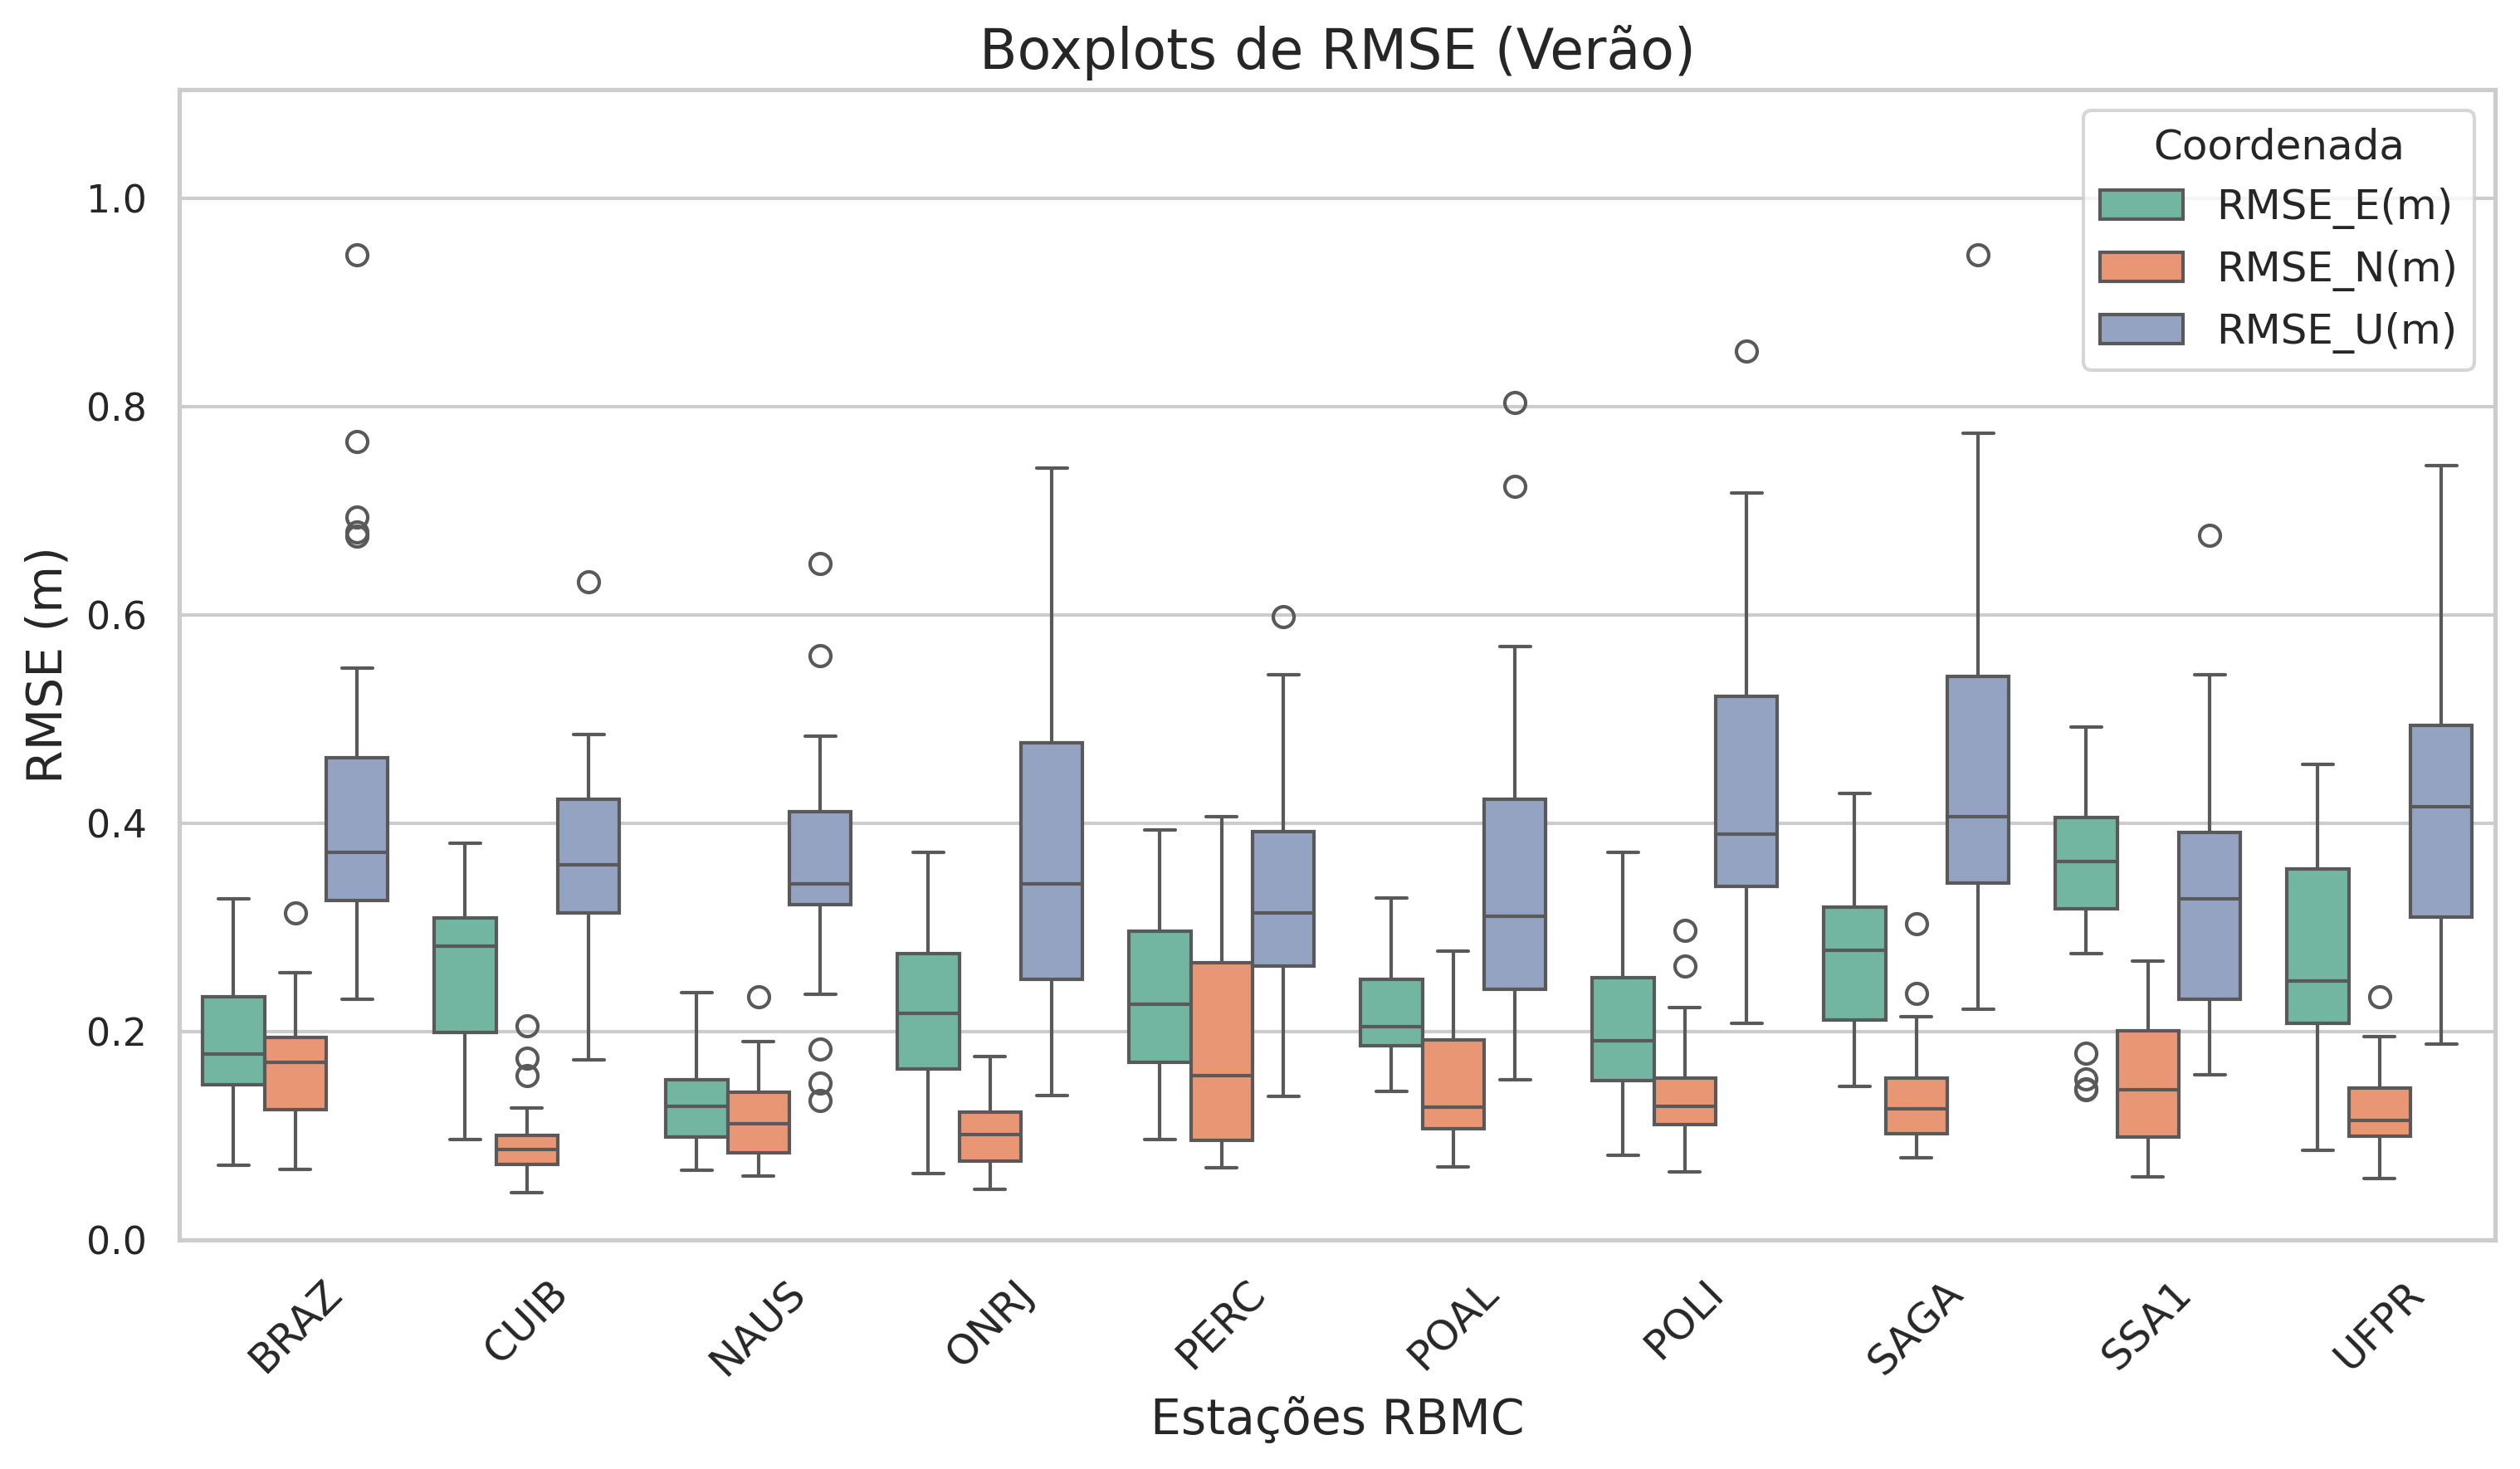 Boxplots de RMSE (Verão)
Coordenada
RMSE_E(m)
RMSE_N(m)
RMSE_U(m)
RMSE (m)
1.0
0.8
0.6
0.4
0.2
0.0
BRAZ
CUIB
NAUS
ONRJ
PERC
POAL
POLI
SAGA
SSA1
UFPR
Estações RBMC